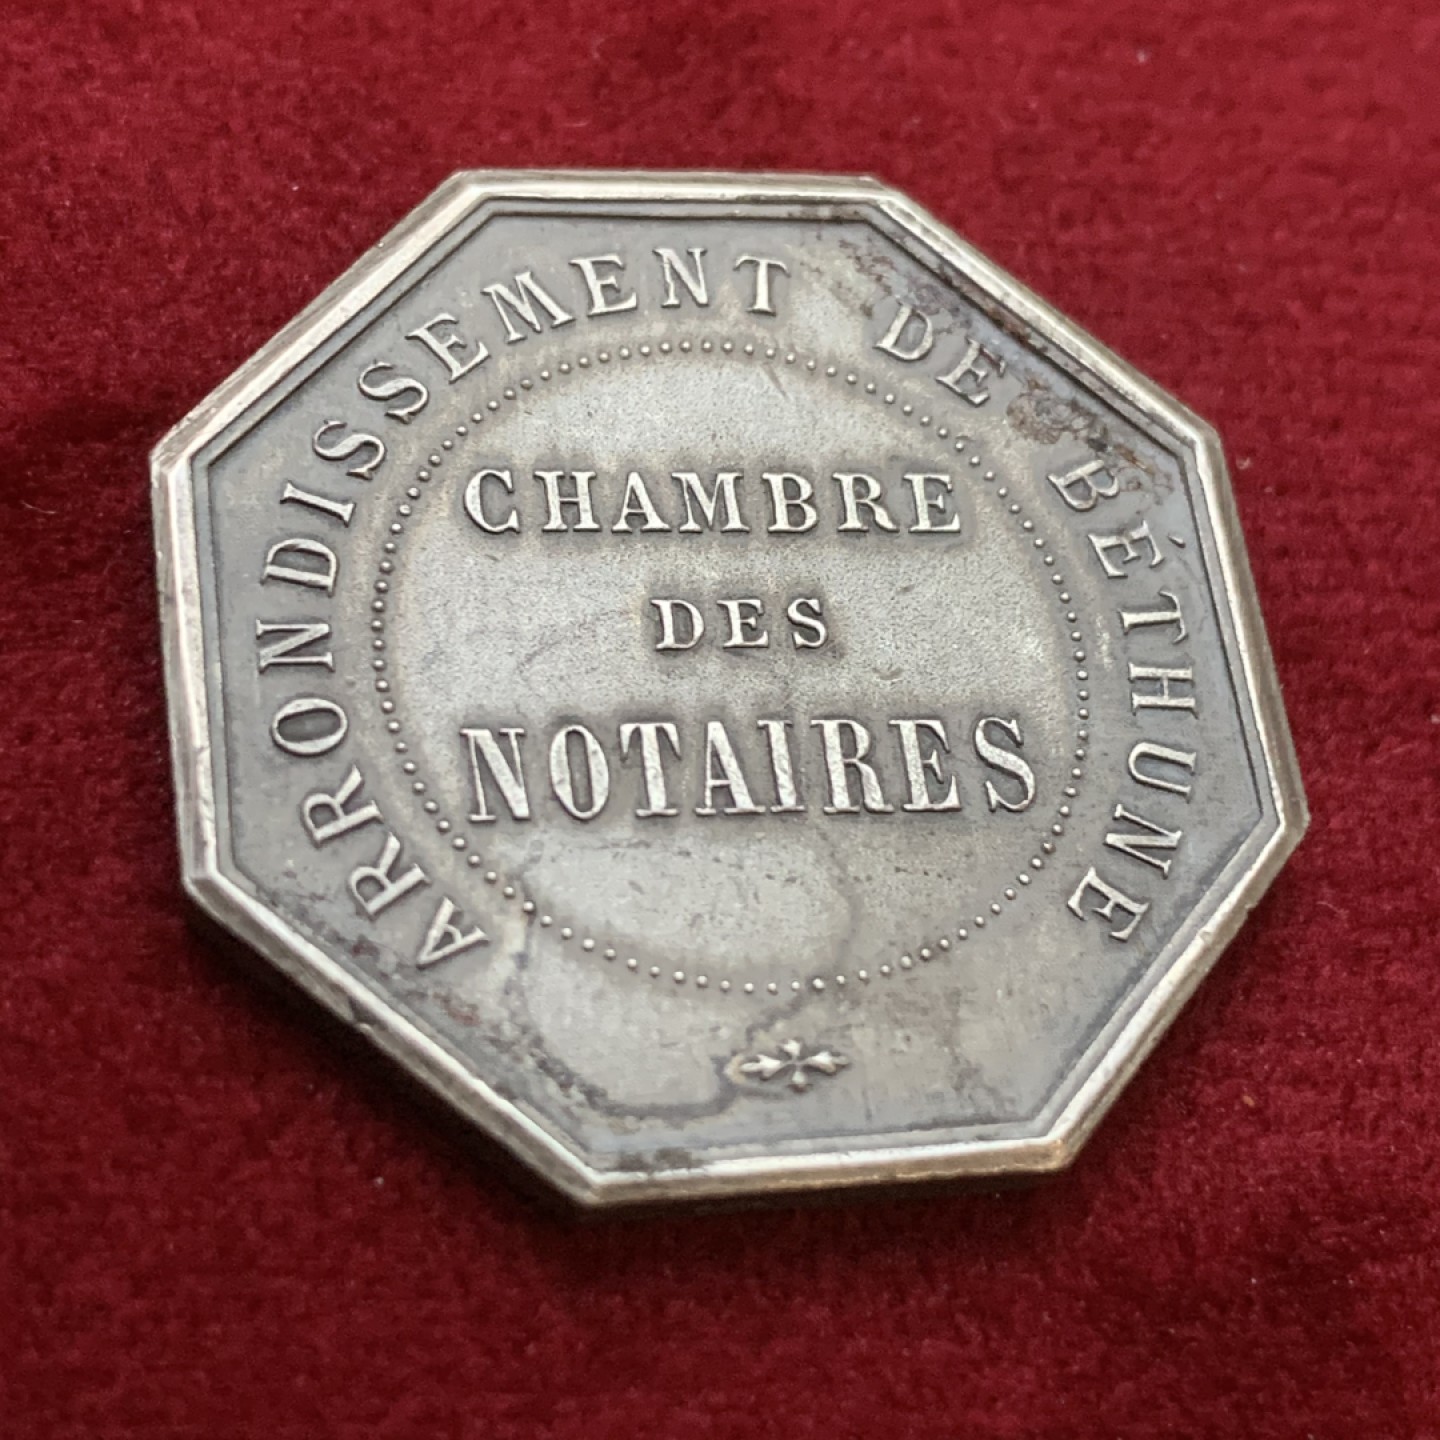 ARRONDISSEMENT DE BÉTHUNE
CHAMBRE
DES
NOTAIRES